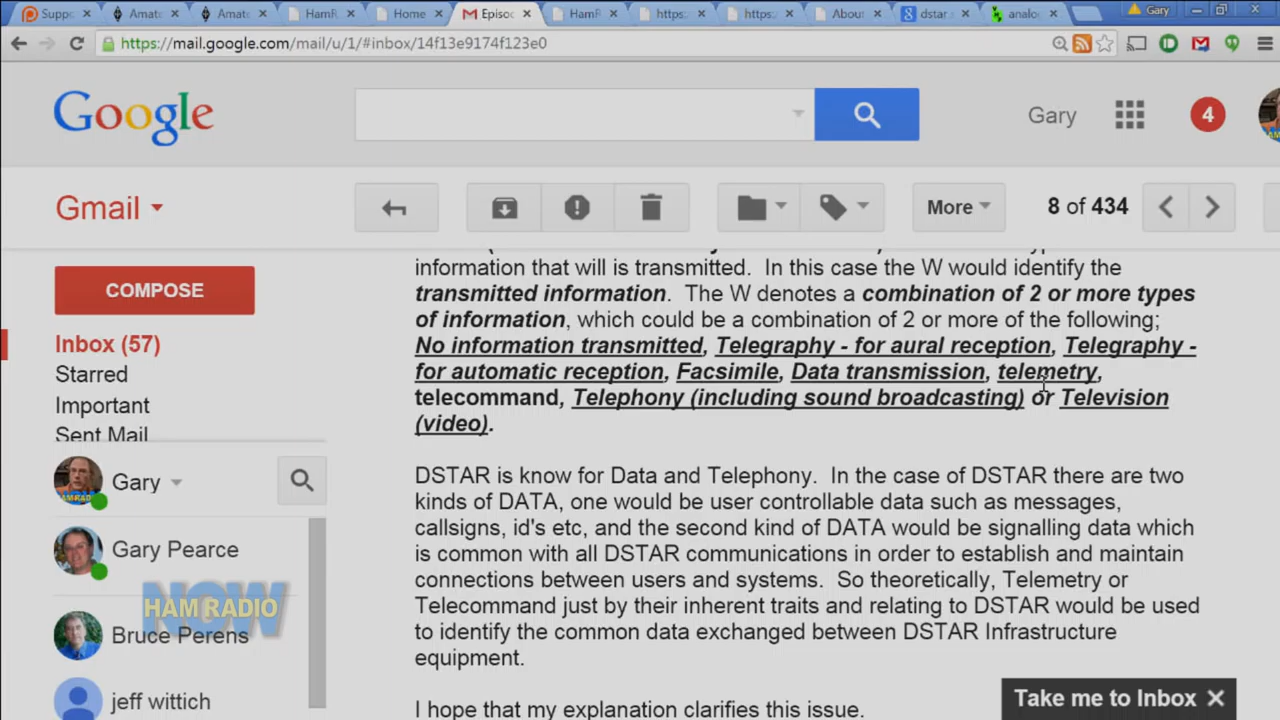 Suppo
Amate
Amate
HamR
Home
Episoc
HamR
https:
https:
About
dstar
analo
Gary
https://mail.google.com/mail/u/1/#inbox/14f13e9174f123e0
Google
Gary
4
Gmail
More
8 of 434
COMPOSE
Inbox (57)
Starred
Important
Sent Mail
Gary
Gary Pearce
HAM RADIO
NOW
Bruce Perens
jeff wittich
information that will is transmitted. In this case the W would identify the
transmitted information. The W denotes a combination of 2 or more types
of information, which could be a combination of 2 or more of the following;
No information transmitted, Telegraphy - for aural reception, Telegraphy -
for automatic reception, Facsimile, Data transmission, telemetry,
telecommand, Telephony (including sound broadcasting) or Television
(video).
DSTAR is know for Data and Telephony. In the case of DSTAR there are two
kinds of DATA, one would be user controllable data such as messages,
callsigns, id's etc, and the second kind of DATA would be signalling data which
is common with all DSTAR communications in order to establish and maintain
connections between users and systems. So theoretically, Telemetry or
Telecommand just by their inherent traits and relating to DSTAR would be used
to identify the common data exchanged between DSTAR Infrastructure
equipment.
I hope that my explanation clarifies this issue.
Take me to Inbox